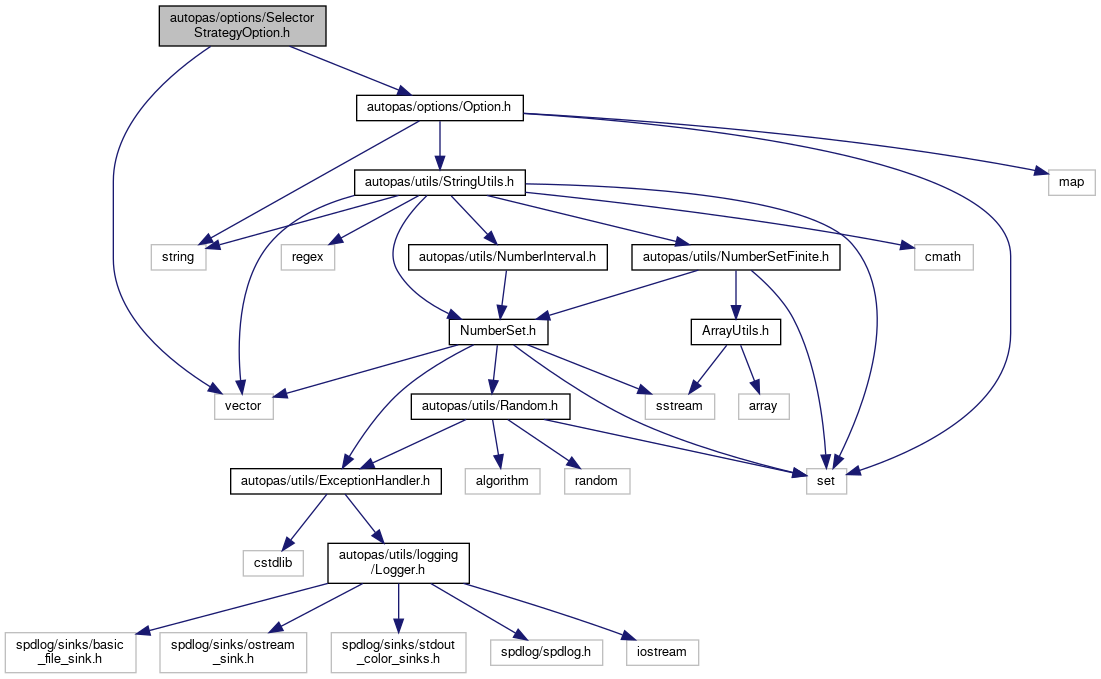 autopas/options/Selector
StrategyOption.h
autopas/options/Option.h
autopas/utils/StringUtils.h
map
string
regex
autopas/utils/NumberInterval.h
autopas/utils/NumberSetFinite.h
cmath
NumberSet.h
ArrayUtils.h
vector
autopas/utils/Random.h
sstream
array
autopas/utils/ExceptionHandler.h
algorithm
random
set
cstdlib
autopas/utils/logging
/Logger.h
spdlog/sinks/basic
_file_sink.h
spdlog/sinks/ostream
_sink.h
spdlog/sinks/stdout
_color_sinks.h
spdlog/spdlog.h
iostream